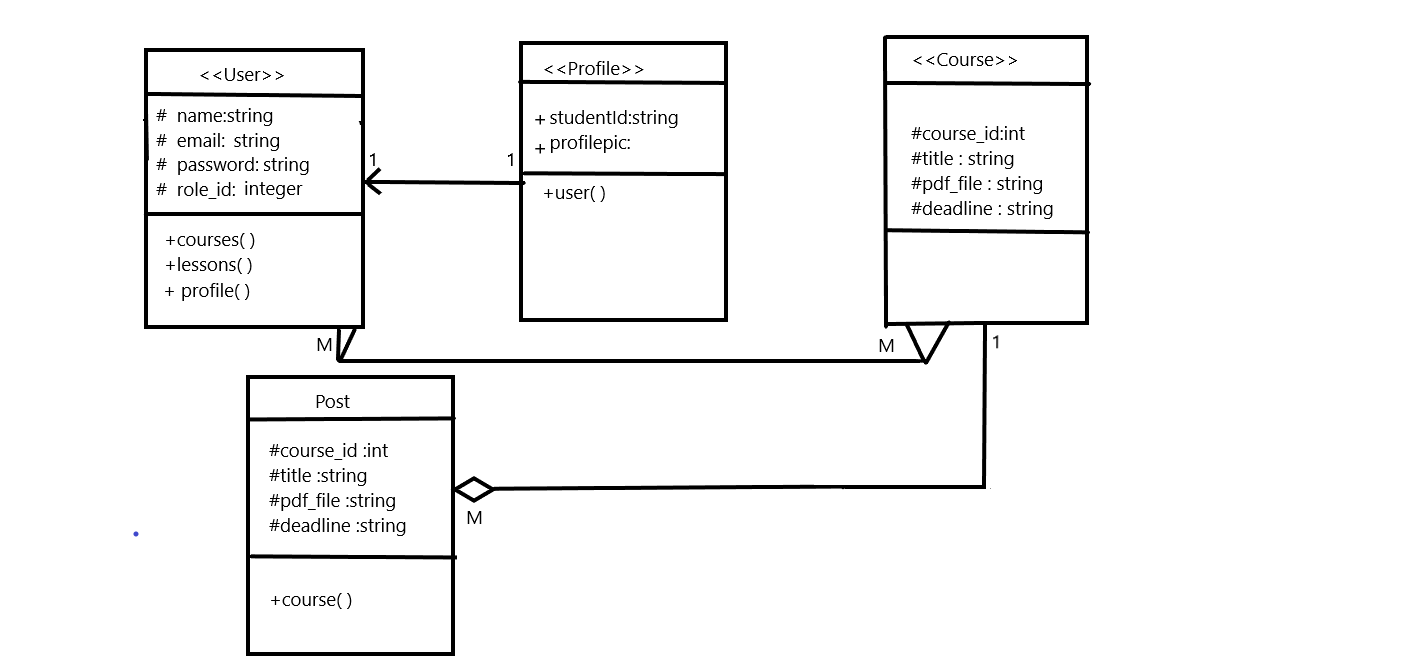 <<User>>
# name:string
# email: string
# password: string
# role_id: integer
+courses( )
+lessons( )
+ profile( )
1
1
<<Profile>>
+ studentId:string
+ profilepic:
+user( )
<<Course>>
#course_id:int
#title : string
#pdf_file : string
#deadline : string
M
M
1
Post
#course_id :int
#title :string
#pdf_file :string
#deadline :string
+course( )
M